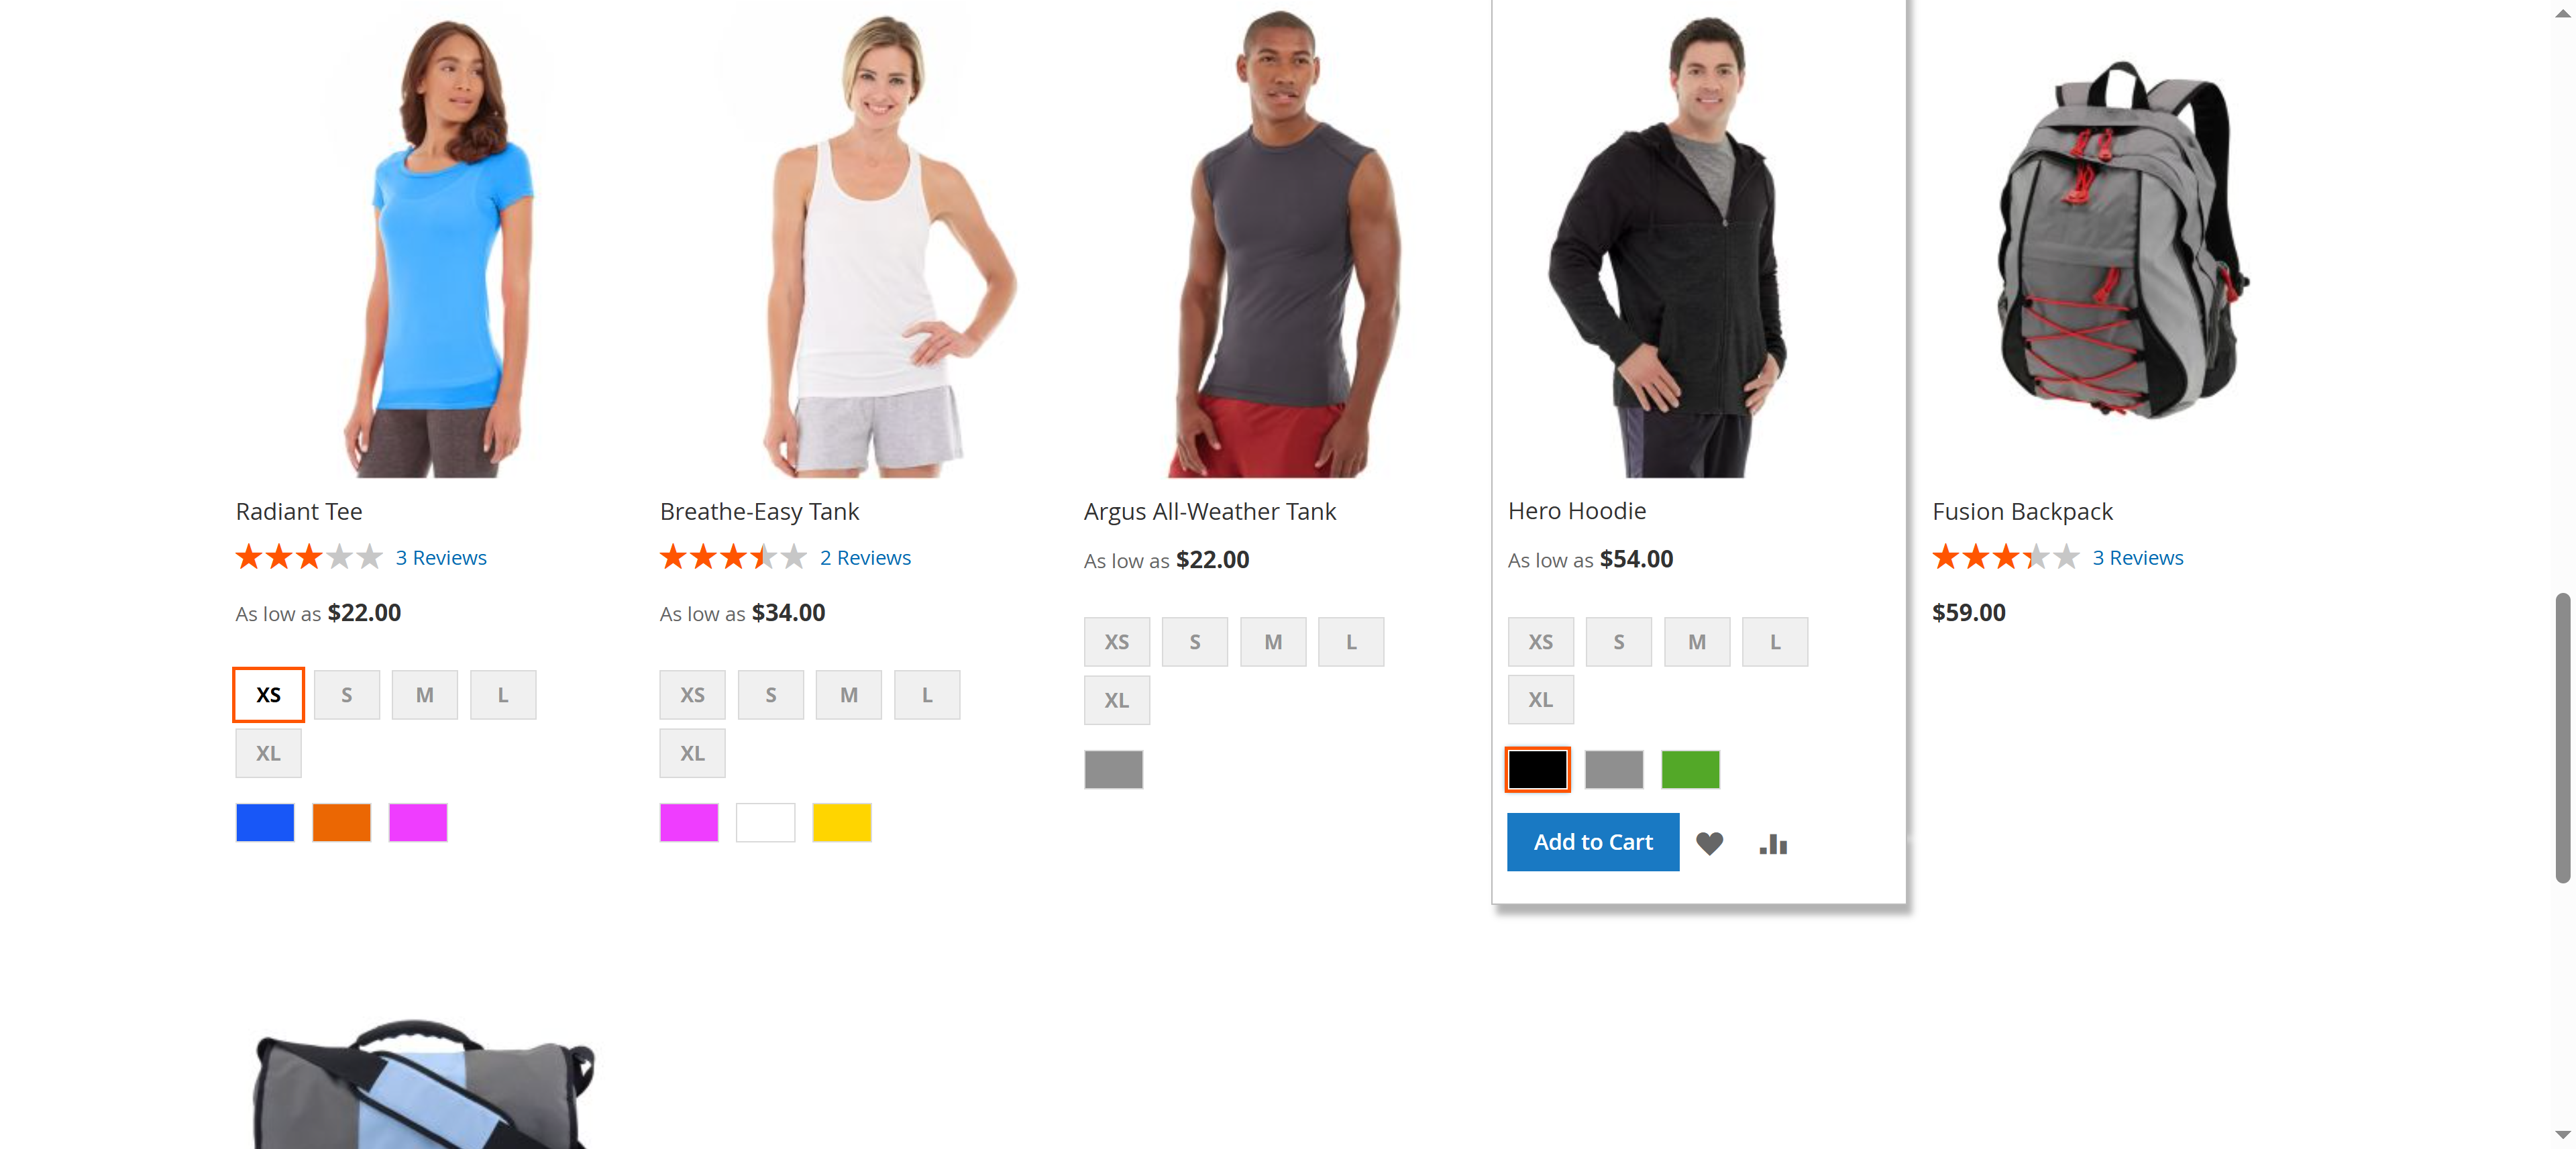 Radiant Tee
3 Reviews
As low as $22.00
XS S M L
XL
Breathe-Easy Tank
2 Reviews
As low as $34.00
XS S M L
XL
Argus All-Weather Tank
As low as $22.00
XS S M L
XL
Hero Hoodie
As low as $54.00
XS S M L
XL
Add to Cart
Fusion Backpack
3 Reviews
$59.00